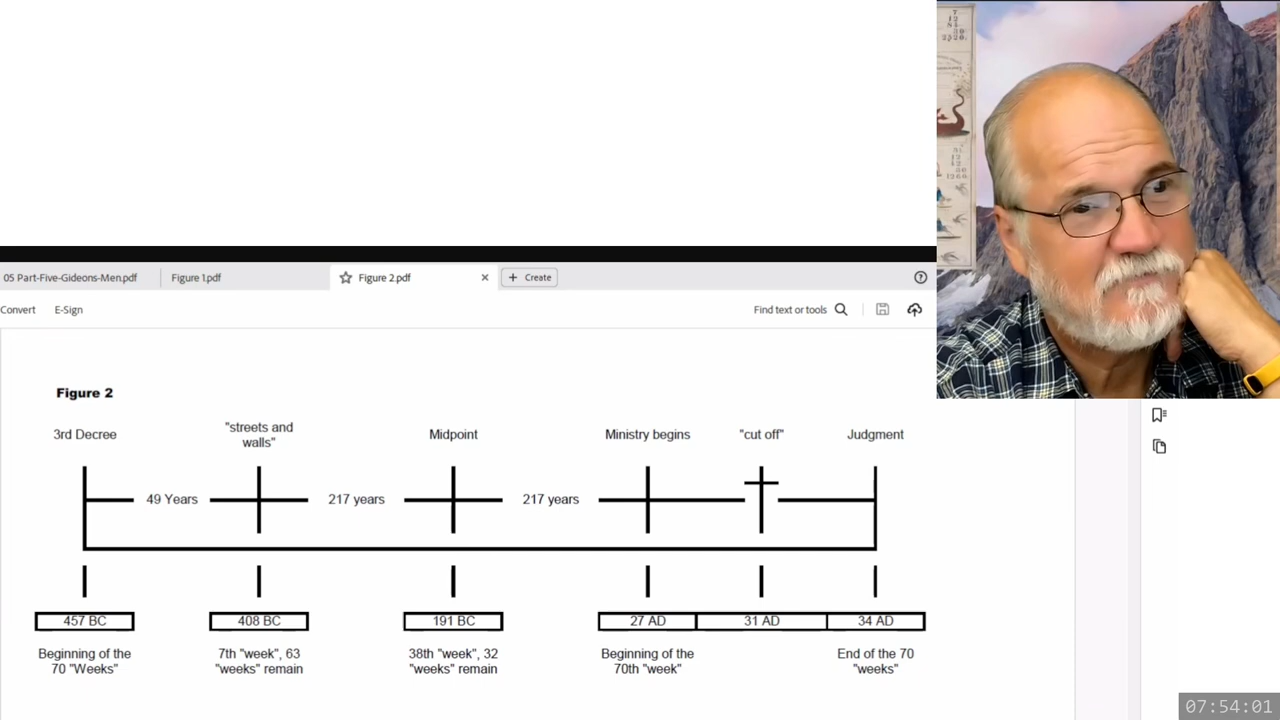 T
12
30
2520.
1260
05 Part-Five-Gideons-Men.pdf
Figure 1.pdf
Figure 2.pdf
Create
Convert
E-Sign
Find text or tools
Figure 2
3rd Decree
"streets and
walls"
Midpoint
Ministry begins
"cut off"
Judgment
49 Years
217 years
217 years
457 BC
408 BC
191 BC
27 AD
31 AD
34 AD
Beginning of the
70 "Weeks"
7th "week", 63
"weeks" remain
38th "week", 32
"weeks" remain
Beginning of the
70th "week"
End of the 70
"weeks"
07:54:01